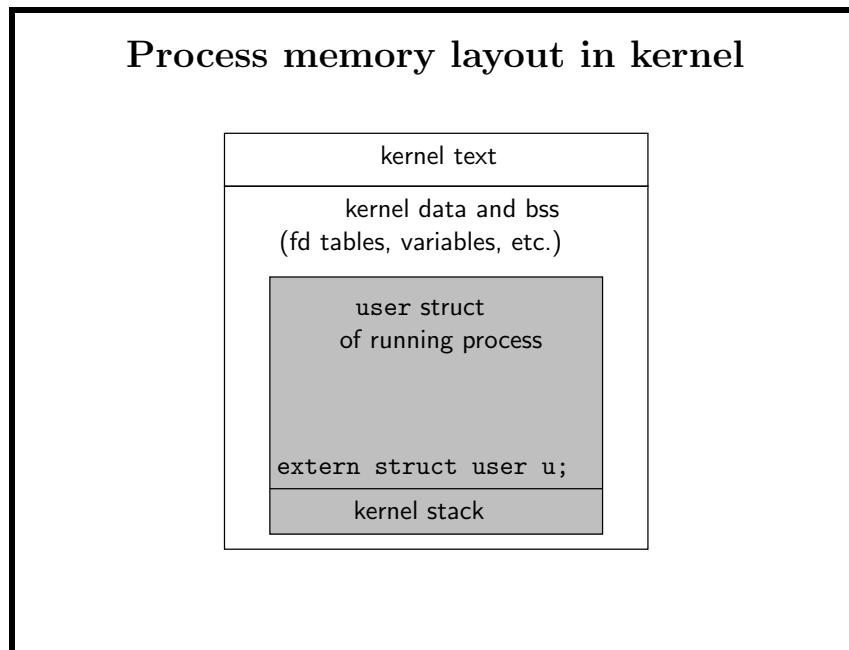 Process memory layout in kernel
kernel text
kernel data and bss
(fd tables, variables, etc.)
user struct
of running process
extern struct user u;
kernel stack